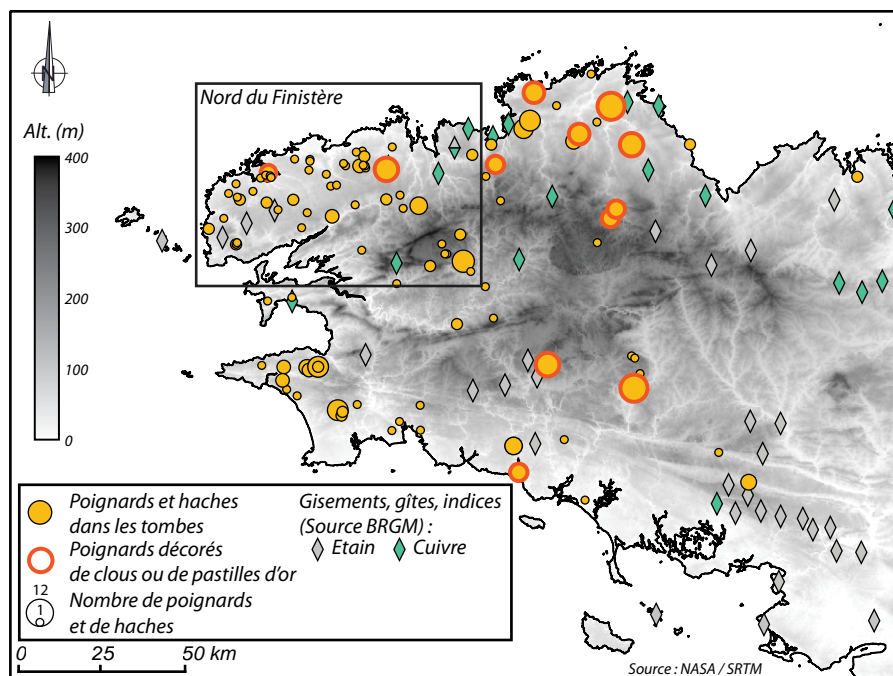 N
Nord du Finistère
Alt. (m)
400
300
200
100
0
Poignards et haches
dans les tombes
Poignards décorés
de clous ou de pastilles d'or
12
1
Nombre de poignards
et de haches
Gisements, gîtes, indices
(Source BRGM) :
Etain
Cuivre
0 25 50 km
Source : NASA / SRTM